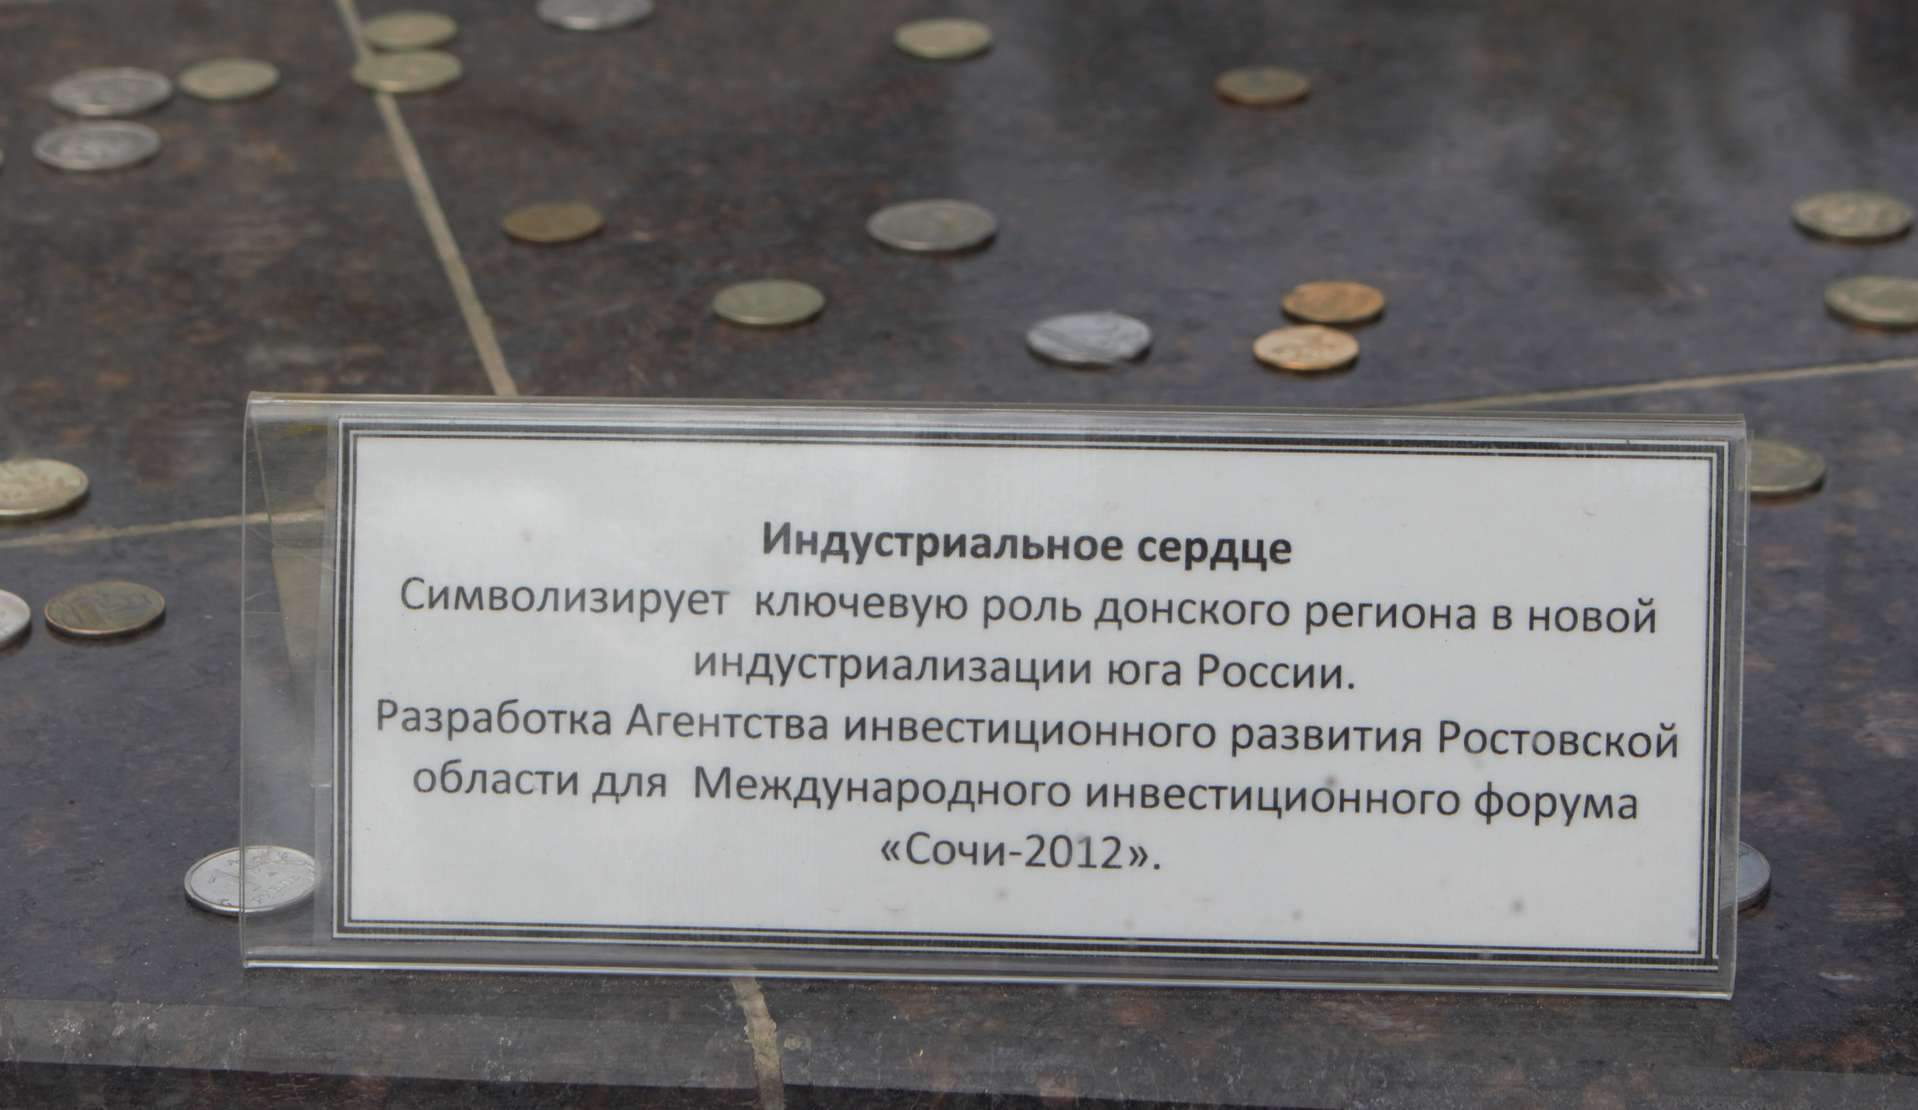 Индустриальное сердце
Символизирует ключевую роль донского региона в новой
индустриализации юга России.
Разработка Агентства инвестиционного развития Ростовской
области для Международного инвестиционного форума
«Сочи-2012».